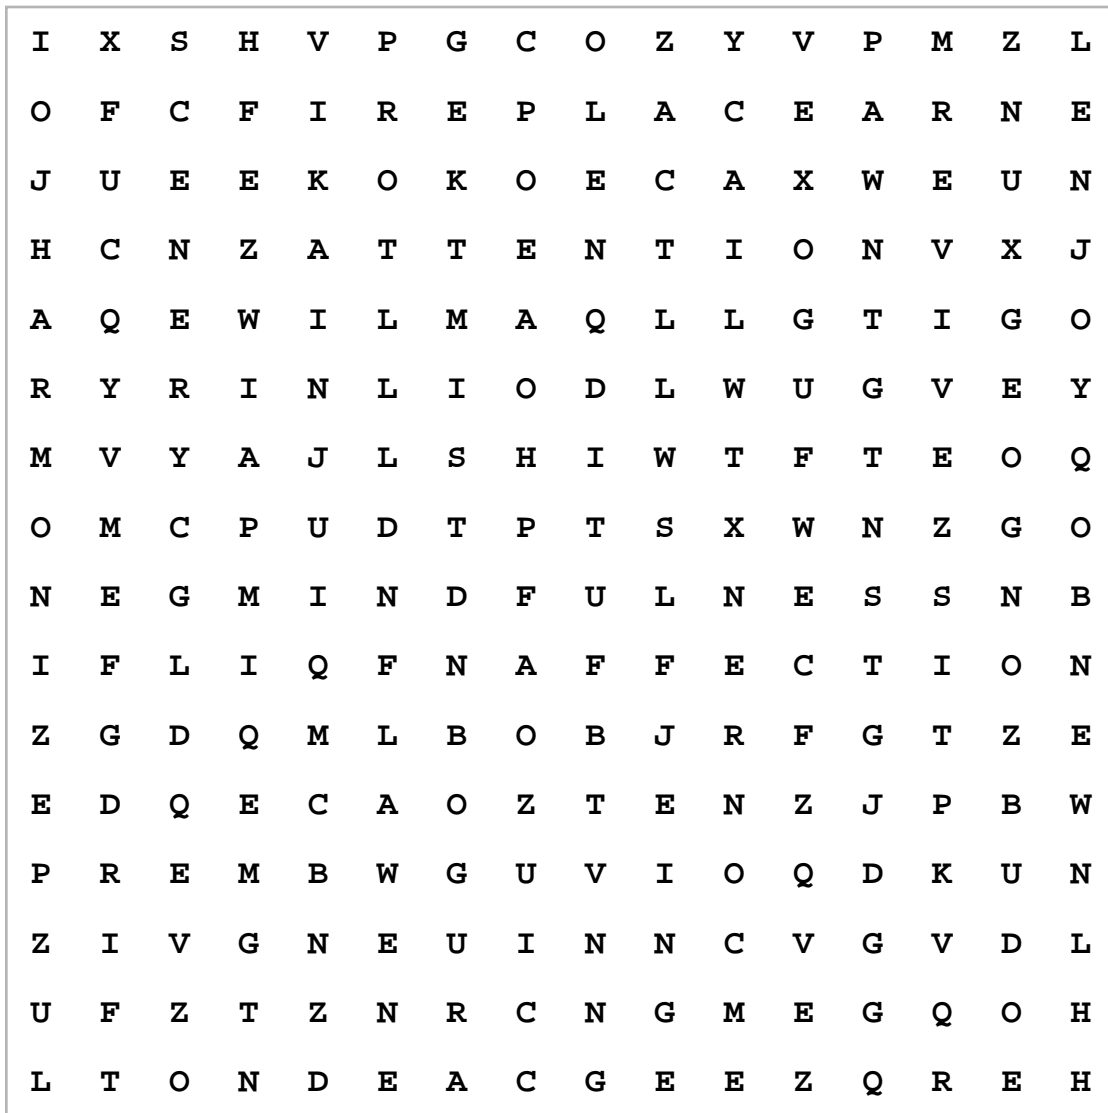 I X S H V P G C O Z Y V P M Z L
O F C F I R E P L A C E A R N E
J U E E K O K O E C A X W E U N
H C N Z A T T E N T I O N V X J
A Q E W I L M A Q L L G T I G O
R Y R I N L I O D L W U G V E Y
M V Y A J L S H I W T F T E O Q
O M C P U D T P T S X W N Z G O
N E G M I N D F U L N E S S N B
I F L I Q F N A F F E C T I O N
Z G D Q M L B O B J R F G T Z E
E D Q E C A O Z T E N Z J P B W
P R E M B W G U V I O Q D K U N
Z I V G N E U I N N C V G V D L
U F Z T Z N R C N G M E G Q O H
L T O N D E A C G E E Z Q R E H